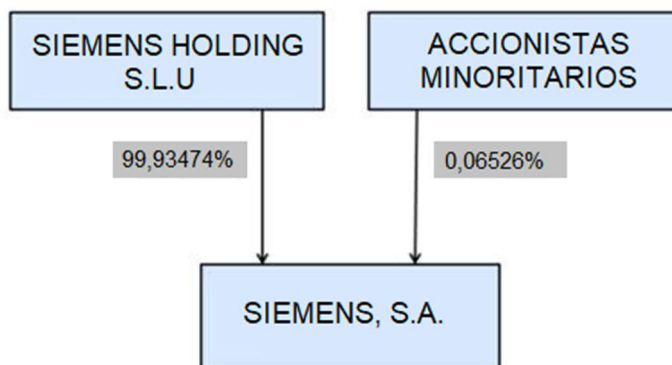 SIEMENS HOLDING
S.L.U
ACCIONISTAS
MINORITARIOS
99,93474%
0,06526%
SIEMENS, S.A.